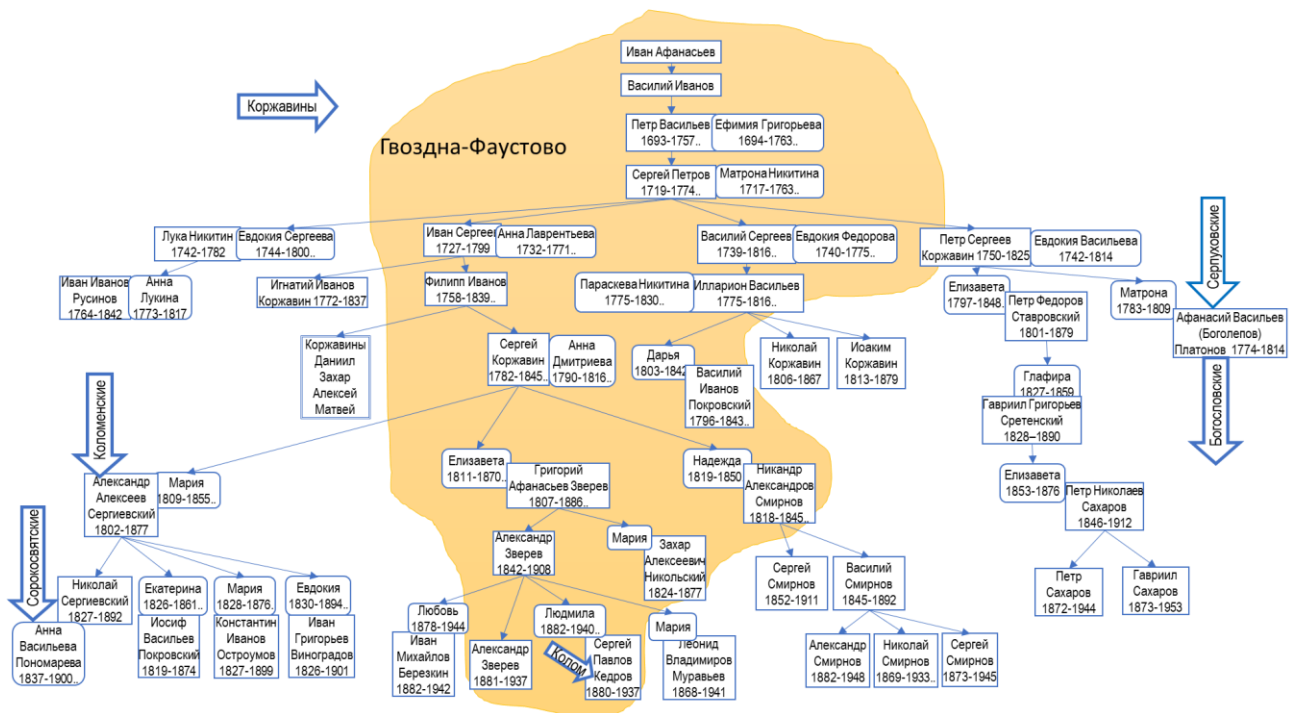 Иван Афанасьев
Василий Иванов
Коржавины
Петр Васильев
1693-1757..
Ефимия Григорьева
1694-1763..
Гвоздна-Фаустово
Сергей Петров
1719-1774..
Матрона Никитина
1717-1763..
Лука Никитин
1742-1782
Евдокия Сергеева
1744-1800..
Иван Сергеев
1727-1799
Анна Лаврентьева
1732-1771..
Василий Сергеев
1739-1816..
Евдокия Федорова
1740-1775..
Петр Сергеев
Коржавин 1750-1825
Евдокия Васильева
1742-1814
Серпуховские
Иван Иванов
Русинов
1764-1842
Анна
Лукина
1773-1817
Игнатий Иванов
Коржавин 1772-1837
Филипп Иванов
1758-1839..
Параскева Никитина
1775-1830..
Илларион Васильев
1775-1816..
Елизавета
1797-1848..
Петр Федоров
Ставровский
1801-1879
Матрона
1783-1809
Афанасий Васильев
(Боголепов)
Платонов 1774-1814
Коржавины
Даниил
Захар
Алексей
Матвей
Сергей
Коржавин
1782-1845..
Анна
Дмитриева
1790-1816..
Дарья
1803-1842
Василий
Иванов
Покровский
1796-1843..
Николай
Коржавин
1806-1867
Иоаким
Коржавин
1813-1879
Глафира
1827-1859
Гавриил Григорьев
Сретенский
1828–1890
Богословские
Коломенские
Александр
Алексеев
Сергиевский
1802-1877
Мария
1809-1855..
Елизавета
1811-1870..
Григорий
Афанасьев Зверев
1807-1886..
Надежда
1819-1850
Никандр
Александров
Смирнов
1818-1845..
Елизавета
1853-1876
Петр Николаев
Сахаров
1846-1912
Сорокосвятские
Николай
Сергиевский
1827-1892
Анна
Васильева
Пономарева
1837-1900..
Екатерина
1826-1861..
Иосиф
Васильев
Покровский
1819-1874
Мария
1828-1876..
Константин
Иванов
Остроумов
1827-1899
Евдокия
1830-1894..
Иван
Григорьев
Виноградов
1826-1901
Александр
Зверев
1842-1908
Мария
Захар
Алексеевич
Никольский
1824-1877
Сергей
Смирнов
1852-1911
Василий
Смирнов
1845-1892
Петр
Сахаров
1872-1944
Гавриил
Сахаров
1873-1953
Любовь
1878-1944
Иван
Михайлов
Березкин
1882-1942
Александр
Зверев
1881-1937
Людмила
1882-1940..
Колом
Сергей
Павлов
Кедров
1880-1937
Мария
Леонид
Владимиров
Муравьев
1868-1941
Александр
Смирнов
1882-1948
Николай
Смирнов
1869-1933..
Сергей
Смирнов
1873-1945